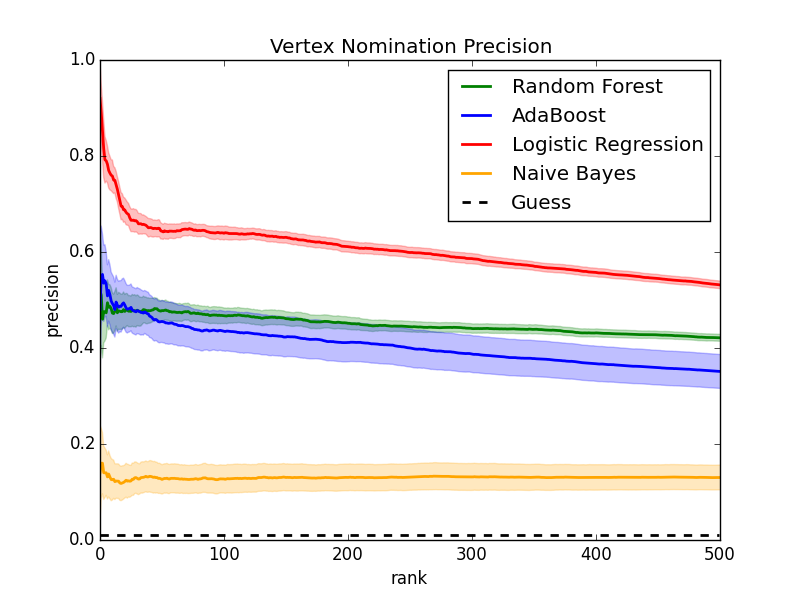 Vertex Nomination Precision
1.0
0.8
0.6
0.4
0.2
0.0
precision
Random Forest
AdaBoost
Logistic Regression
Naive Bayes
Guess
0 100 200 300 400 500
rank